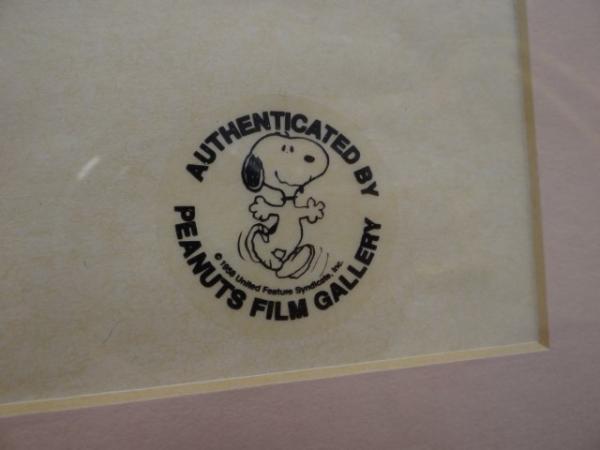 AUTHENTICATED BY
PEANUTS FILM GALLERY
© 1958 United Feature Syndicate, Inc.